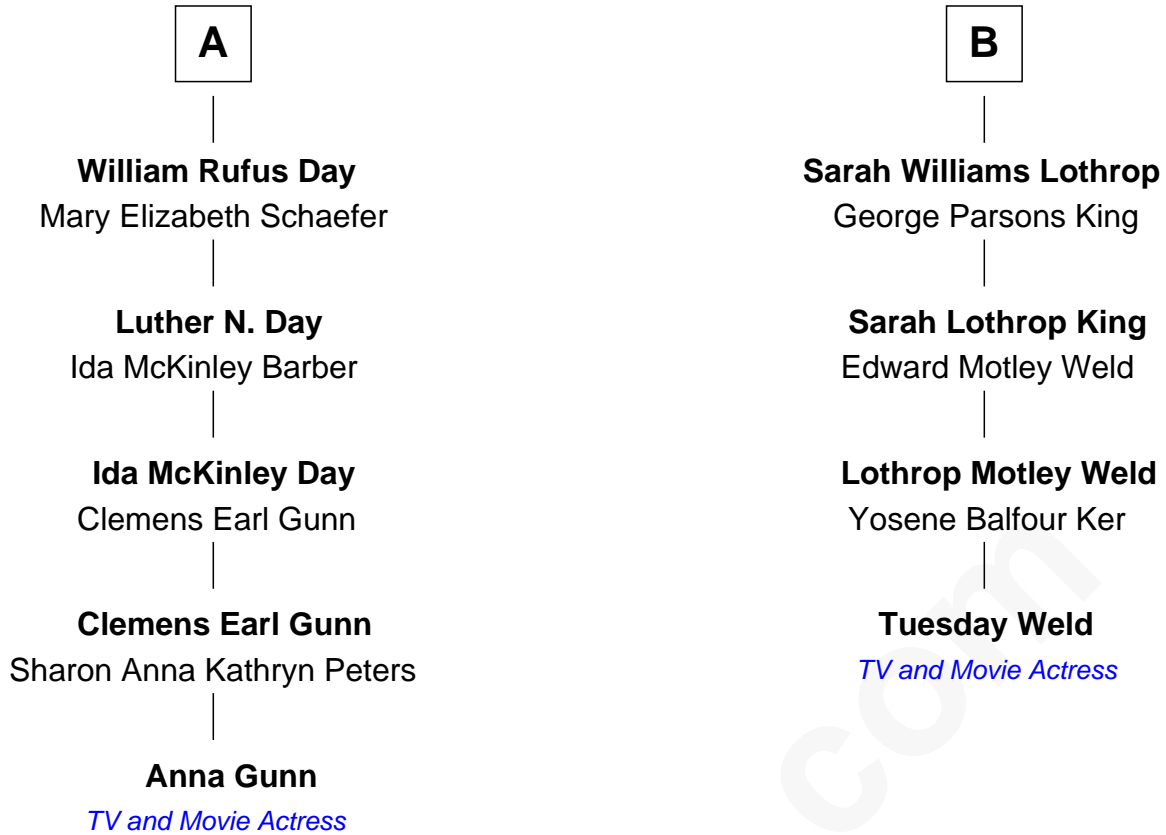 A
William Rufus Day
Mary Elizabeth Schaefer
Luther N. Day
Ida McKinley Barber
Ida McKinley Day
Clemens Earl Gunn
Clemens Earl Gunn
Sharon Anna Kathryn Peters
Anna Gunn
TV and Movie Actress
B
Sarah Williams Lothrop
George Parsons King
Sarah Lothrop King
Edward Motley Weld
Lothrop Motley Weld
Yosene Balfour Ker
Tuesday Weld
TV and Movie Actress
com